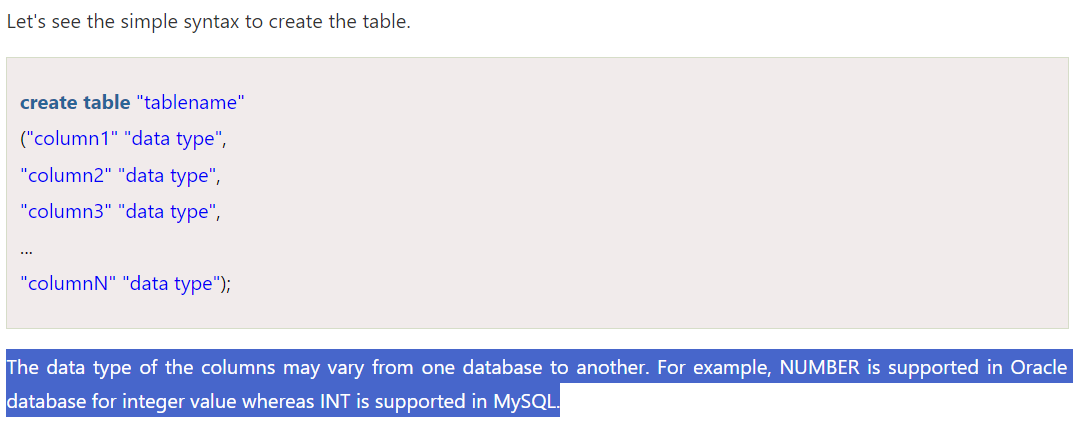 Let's see the simple syntax to create the table.
create table "tablename"
("column1" "data type",
"column2" "data type",
"column3" "data type",
...
"columnN" "data type");
The data type of the columns may vary from one database to another. For example, NUMBER is supported in Oracle
database for integer value whereas INT is supported in MySQL.